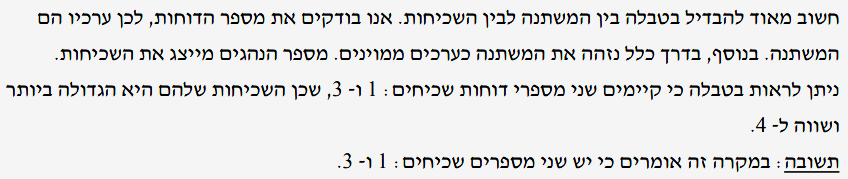 חשוב מאוד להבדיל בטבלה בין המשתנה לבין השכיחות. אנו בודקים את מספר הדוחות, לכן ערכיו הם
המשתנה. בנוסף, בדרך כלל נזהה את המשתנה כערכים ממוינים. מספר הנהגים מייצג את השכיחות.
ניתן לראות בטבלה כי קיימים שני מספרי דוחות שכיחים: 1 ו- 3, שכן השכיחות שלהם היא הגדולה ביותר
ושווה ל- 4.
תשובה: במקרה זה אומרים כי יש שני מספרים שכיחים: 1 ו- 3.